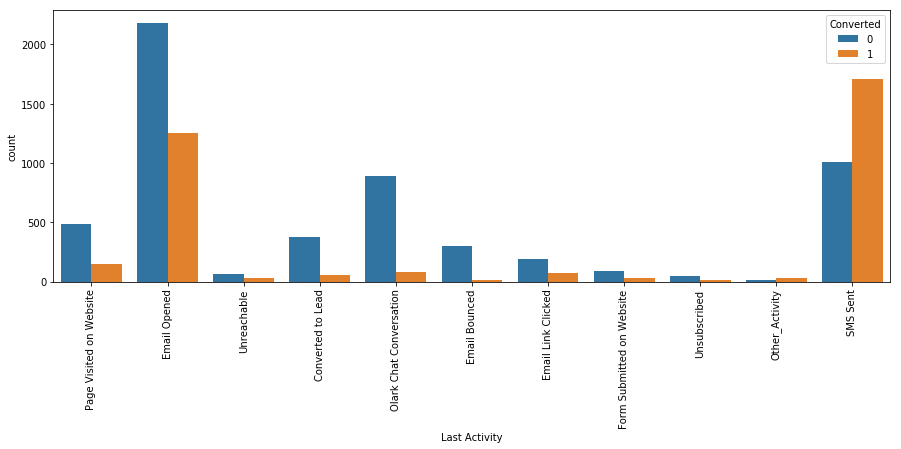 Converted
0
1
2000
1500
1000
500
0
count
Page Visited on Website
Email Opened
Unreachable
Converted to Lead
Olark Chat Conversation
Email Bounced
Email Link Clicked
Form Submitted on Website
Unsubscribed
Other_Activity
SMS Sent
Last Activity